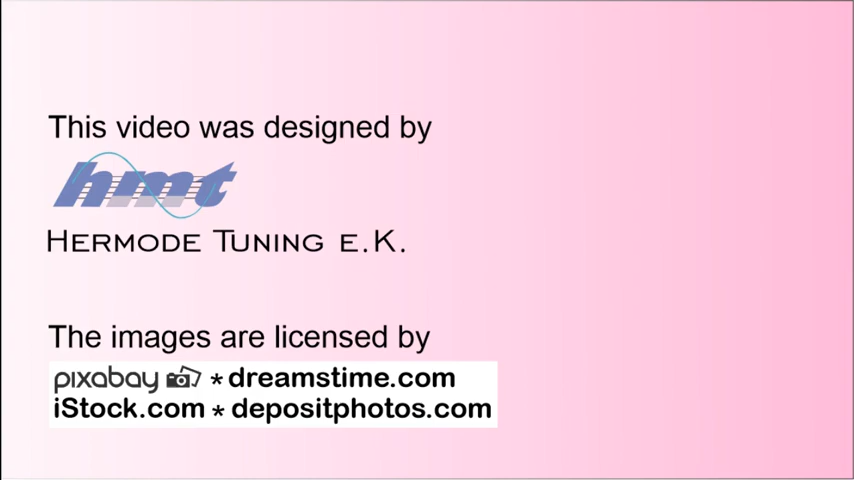 This video was designed by
hmt
HERMODE TUNING E.K.
The images are licensed by
pixabay * dreamstime.com
iStock.com * depositphotos.com